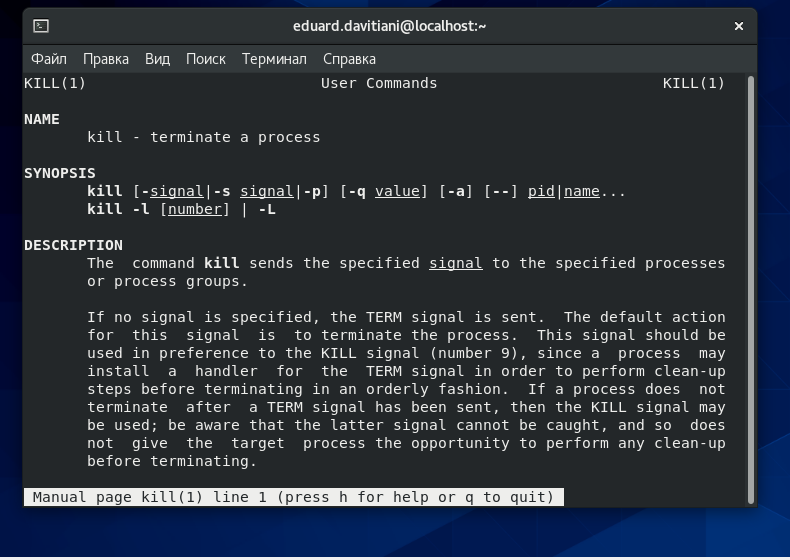 eduard.davitiani@localhost:~
Файл Правка Вид Поиск Терминал Справка
KILL(1) User Commands KILL(1)
NAME
kill - terminate a process
SYNOPSIS
kill [-signal|-s signal|-p] [-q value] [-a] [--] pid|name...
kill -l [number] | -L
DESCRIPTION
The command kill sends the specified signal to the specified processes
or process groups.
If no signal is specified, the TERM signal is sent. The default action
for this signal is to terminate the process. This signal should be
used in preference to the KILL signal (number 9), since a process may
install a handler for the TERM signal in order to perform clean-up
steps before terminating in an orderly fashion. If a process does not
terminate after a TERM signal has been sent, then the KILL signal may
be used; be aware that the latter signal cannot be caught, and so does
not give the target process the opportunity to perform any clean-up
before terminating.
Manual page kill(1) line 1 (press h for help or q to quit)